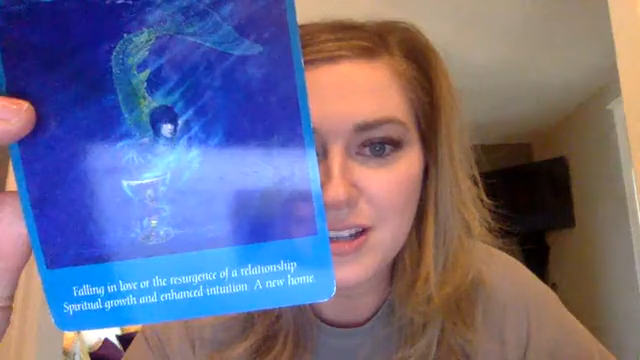 Falling in love or the resurgence of a relationship
Spiritual growth and enhanced intuition. A new home.